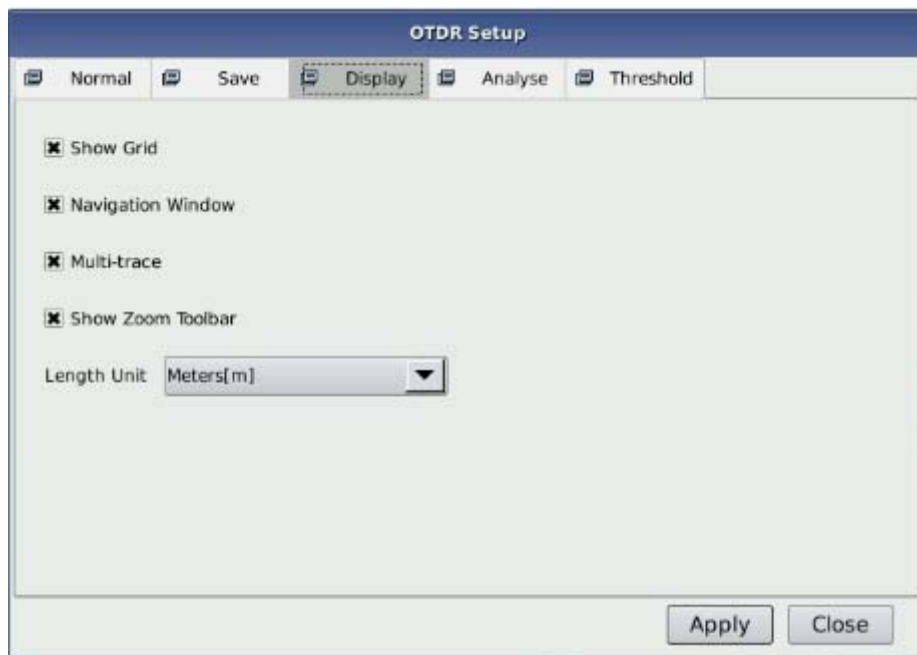 OTDR Setup
Normal Save Display Analyse Threshold
Show Grid
Navigation Window
Multi-trace
Show Zoom Toolbar
Length Unit Meters[m]
Apply Close